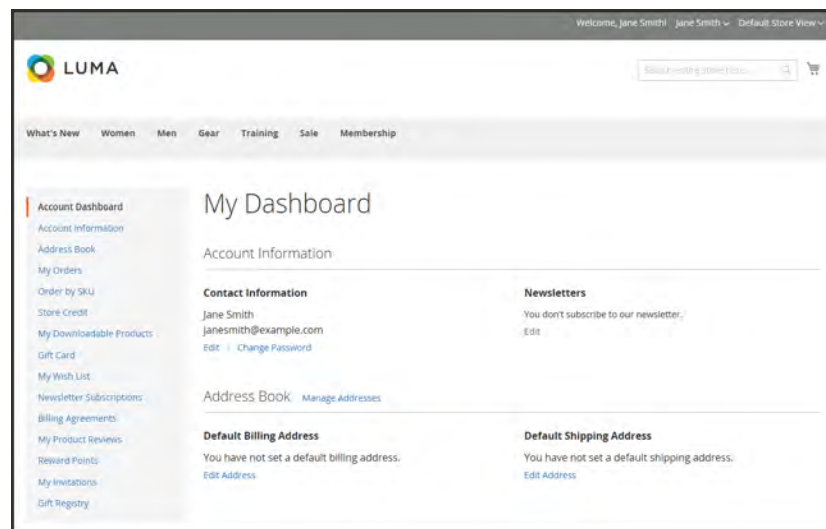 Welcome, Jane Smith! Jane Smith Default Store View
LUMA
What's New Women Men Gear Training Sale Membership
Account Dashboard
Account Information
Address Book
My Orders
Order by SKU
Store Credit
My Downloadable Products
Gift Card
My Wish List
Newsletter Subscriptions
Billing Agreements
My Product Reviews
Reward Points
My Invitations
Gift Registry
My Dashboard
Account Information
Contact Information
Jane Smith
janesmith@example.com
Edit | Change Password
Newsletters
You don't subscribe to our newsletter.
Edit
Address Book Manage Addresses
Default Billing Address
You have not set a default billing address.
Edit Address
Default Shipping Address
You have not set a default shipping address.
Edit Address